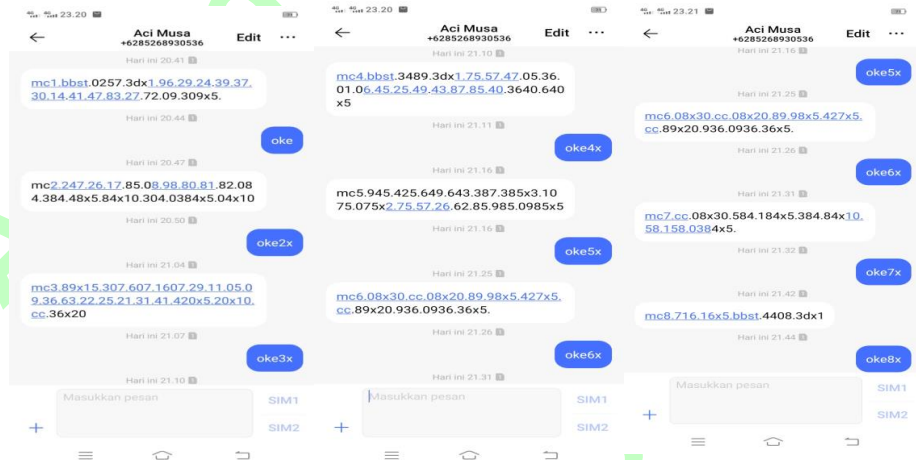 23.20
Aci Musa
+6285268930536
Edit
Hari ini 20.41
mc1.bbst.0257.3dx1.96.29.24.39.37.
30.14.41.47.83.27.72.09.309x5.
Hari ini 20.44
oke
Hari ini 20.47
mc2.247.26.17.85.08.98.80.81.82.08
4.384.48x5.84x10.304.0384x5.04x10
Hari ini 20.50
oke2x
Hari ini 21.04
mc3.89x15.307.607.1607.29.11.05.0
9.36.63.22.25.21.31.41.420x5.20x10.
cc.36x20
Hari ini 21.07
oke3x
Hari ini 21.10
Masukkan pesan
SIM1
SIM2
23.20
Aci Musa
+6285268930536
Edit
Hari ini 21.10
mc4.bbst.3489.3dx1.75.57.47.05.36.
01.06.45.25.49.43.87.85.40.3640.640
x5
Hari ini 21.11
oke4x
Hari ini 21.16
mc5.945.425.649.643.387.385x3.10
75.075x2.75.57.26.62.85.985.0985x5
Hari ini 21.16
oke5x
Hari ini 21.25
mc6.08x30.cc.08x20.89.98x5.427x5.
cc.89x20.936.0936.36x5.
Hari ini 21.26
oke6x
Hari ini 21.31
Masukkan pesan
SIM1
SIM2
23.21
Aci Musa
+6285268930536
Edit
Hari ini 21.16
oke5x
Hari ini 21.25
mc6.08x30.cc.08x20.89.98x5.427x5.
cc.89x20.936.0936.36x5.
Hari ini 21.26
oke6x
Hari ini 21.31
mc7.cc.08x30.584.184x5.384.84x10.
58.158.0384x5.
Hari ini 21.32
oke7x
Hari ini 21.42
mc8.716.16x5.bbst.4408.3dx1
Hari ini 21.44
oke8x
Masukkan pesan
SIM1
SIM2